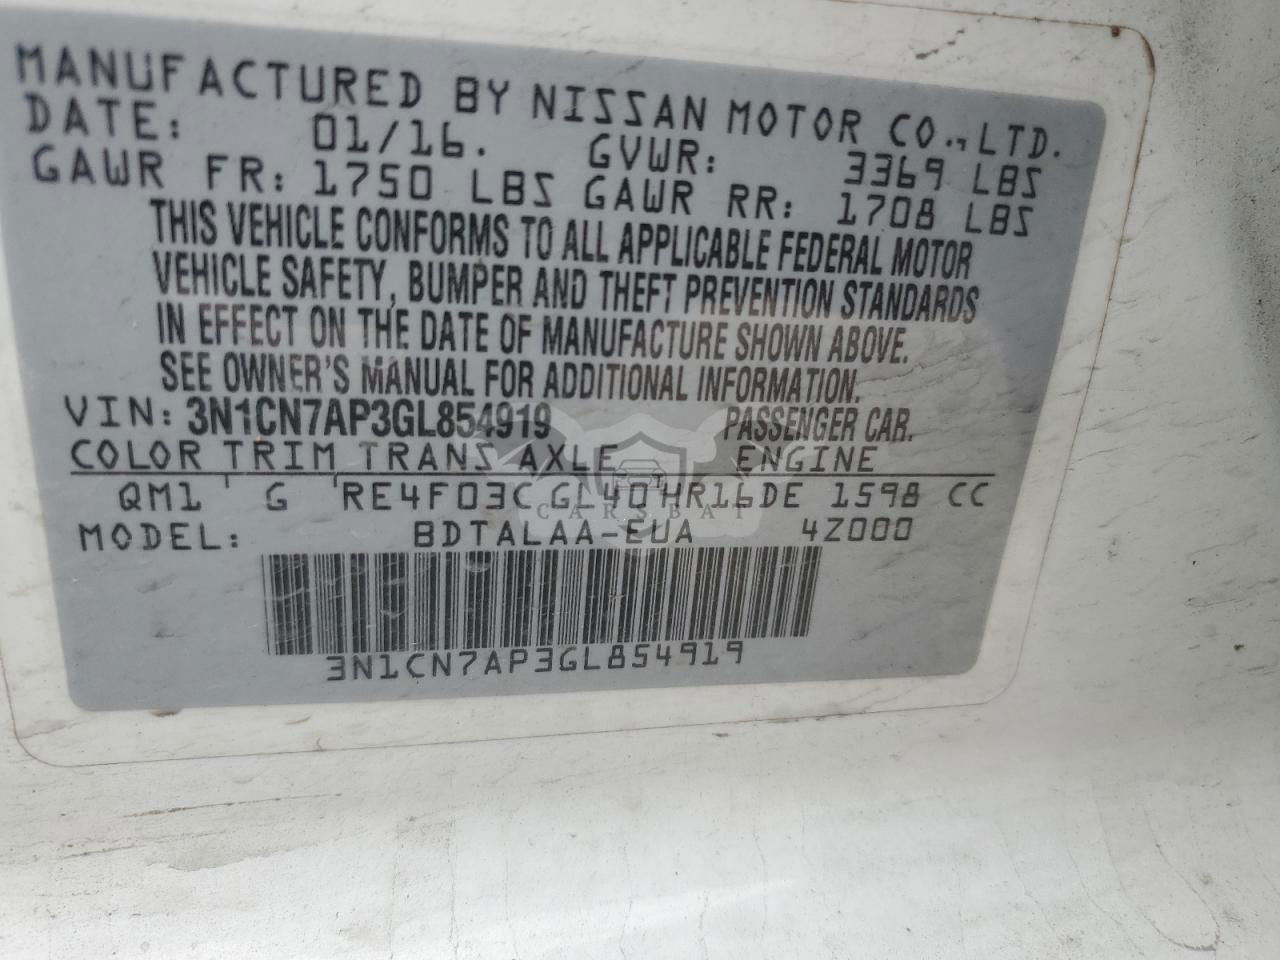 MANUFACTURED BY NISSAN MOTOR CO., LTD.
DATE: 01/16. GVWR: 3369 LBS
GAWR FR: 1750 LBS GAWR RR: 1708 LBS
THIS VEHICLE CONFORMS TO ALL APPLICABLE FEDERAL MOTOR
VEHICLE SAFETY, BUMPER AND THEFT PREVENTION STANDARDS
IN EFFECT ON THE DATE OF MANUFACTURE SHOWN ABOVE.
SEE OWNER'S MANUAL FOR ADDITIONAL INFORMATION.
VIN: 3N1CN7AP3GL854919 PASSENGER CAR.
COLOR TRIM TRANS AXLE ENGINE
QM1 ' G ' RE4F03C GL40 HR16DE 1598 CC
CARSBAT
MODEL: BDTALAA-EUA 4Z000
3N1CN7AP3GL854919